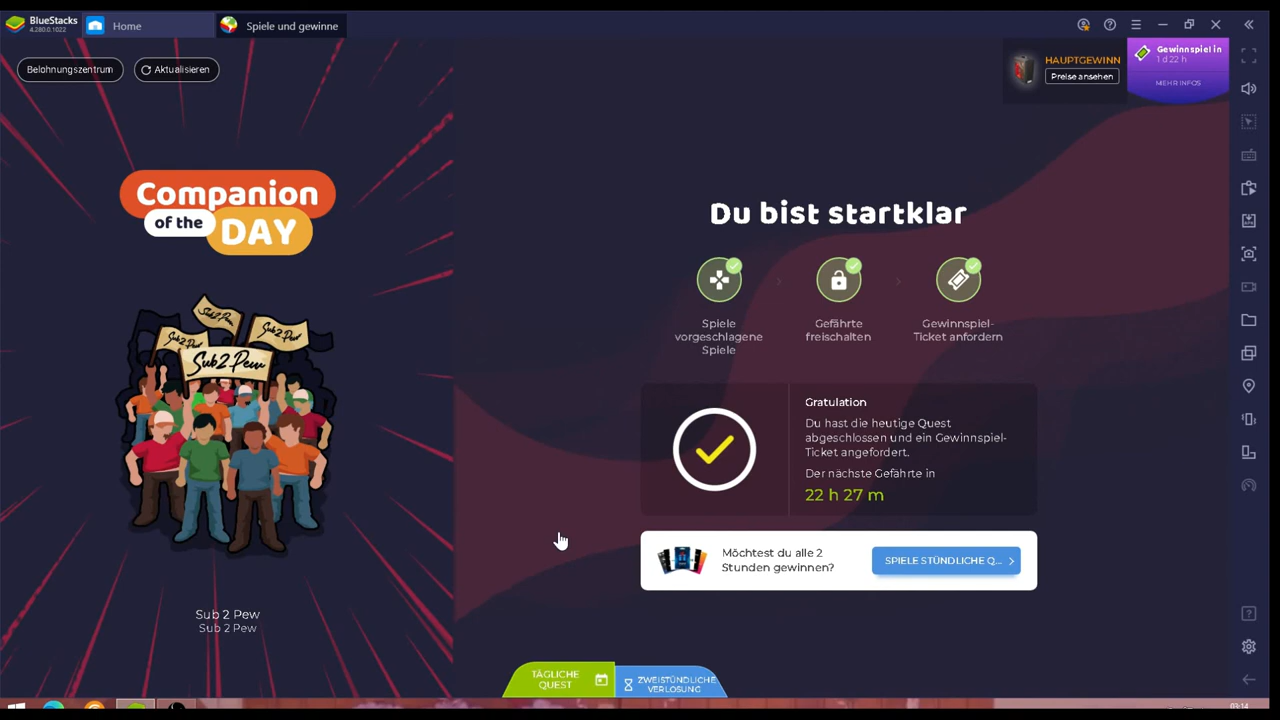 BlueStacks
4.280.0.1022
Home
Spiele und gewinne
Belohnungszentrum
Aktualisieren
HAUPTGEWINN
Preise ansehen
Gewinnspiel in
1 d 22 h
MEHR INFOS
Companion
of the
DAY
Du bist startklar
Spiele
vorgeschlagene
Spiele
Gefährte
freischalten
Gewinnspiel-
Ticket anfordern
Sub2Pew
Sub2Pew
Sub2Pew
Sub2Pew
Gratulation
Du hast die heutige Quest
abgeschlossen und ein Gewinnspiel-
Ticket angefordert.
Der nächste Gefährte in
22 h 27 m
Möchtest du alle 2
Stunden gewinnen?
SPIELE STÜNDLICHE Q...
Sub 2 Pew
Sub 2 Pew
TÄGLICHE
QUEST
ZWEISTÜNDLICHE
VERLOSUNG
03:14